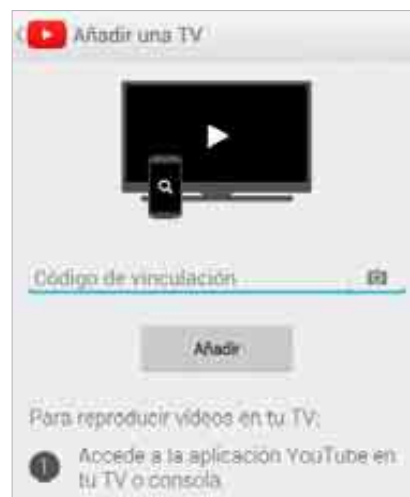 Añadir una TV
Código de vinculación
Añadir
Para reproducir vídeos en tu TV:
1 Accede a la aplicación YouTube en
tu TV o consola.